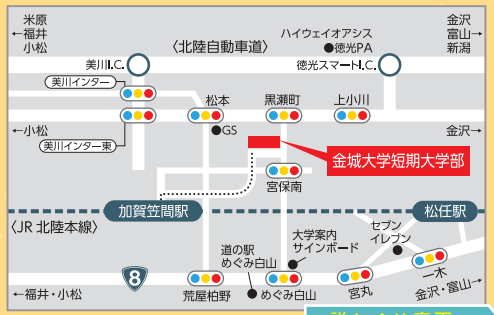 米原
←福井
小松
美川I.C.
〈北陸自動車道〉
ハイウェイオアシス
●徳光PA
徳光スマートI.C.
金沢
富山→
新潟
美川インター
松本
黒瀬町
上小川
←小松
●GS
金沢→
美川インター東
金城大学短期大学部
宮保南
加賀笠間駅
松任駅
〈JR 北陸本線〉
大学案内
サインボード
セブン
イレブン
道の駅
めぐみ白山
8
一木
←福井・小松
荒屋柏野
めぐみ白山
宮丸
金沢・富山→